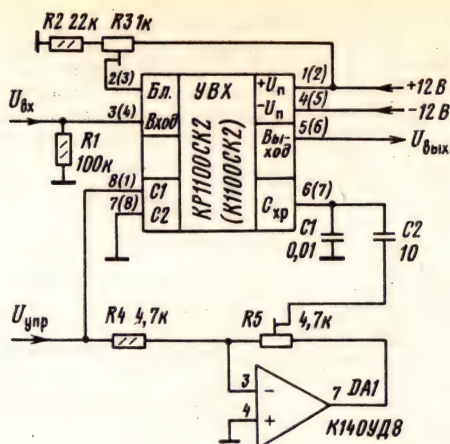 R2 22к R3 1к
2(3) Бл. УВХ +Uп 1(2) +12 В
-Uп 4(5) -12 В
Uвх 3(4) Вход Вы-
ход 5(6) Uвых
КР1100СК2
(К1100СК2)
R1
100к
8(1) С1
7(8) С2
Схр 6(7)
С1
0,01
С2
10
Uупр R4 4,7к R5 4,7к
3 -
4 +
7 DA1
К140УД8